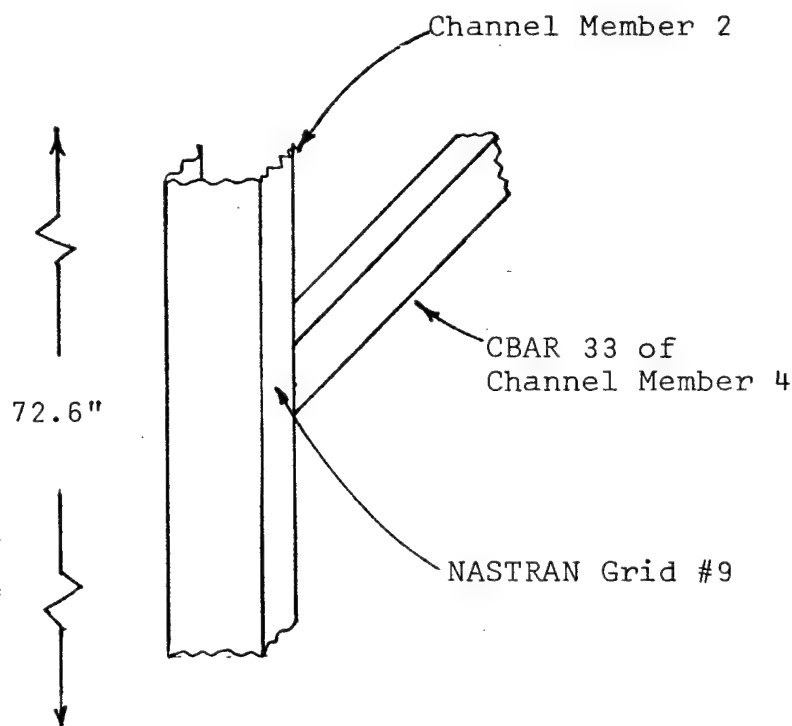 Channel Member 2
CBAR 33 of
Channel Member 4
72.6"
NASTRAN Grid #9